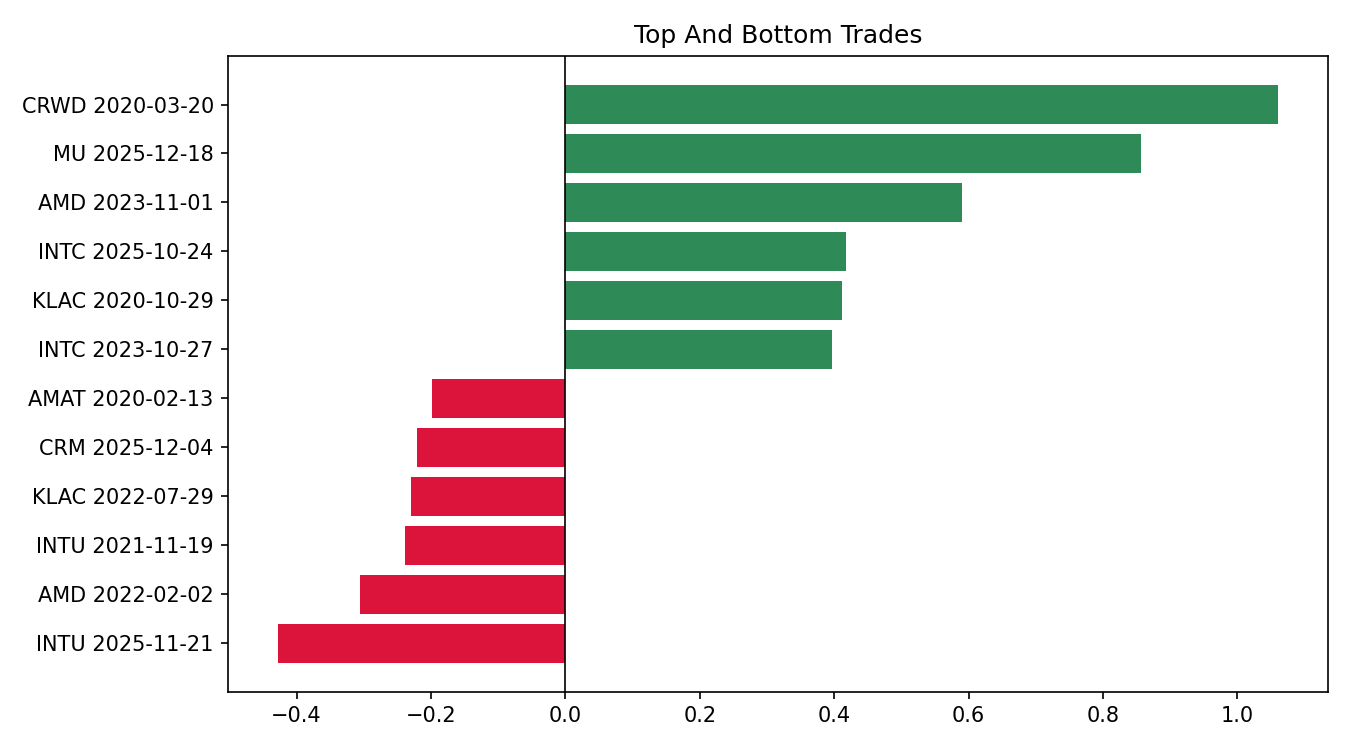 Top And Bottom Trades
CRWD 2020-03-20
MU 2025-12-18
AMD 2023-11-01
INTC 2025-10-24
KLAC 2020-10-29
INTC 2023-10-27
AMAT 2020-02-13
CRM 2025-12-04
KLAC 2022-07-29
INTU 2021-11-19
AMD 2022-02-02
INTU 2025-11-21
−0.4 −0.2 0.0 0.2 0.4 0.6 0.8 1.0